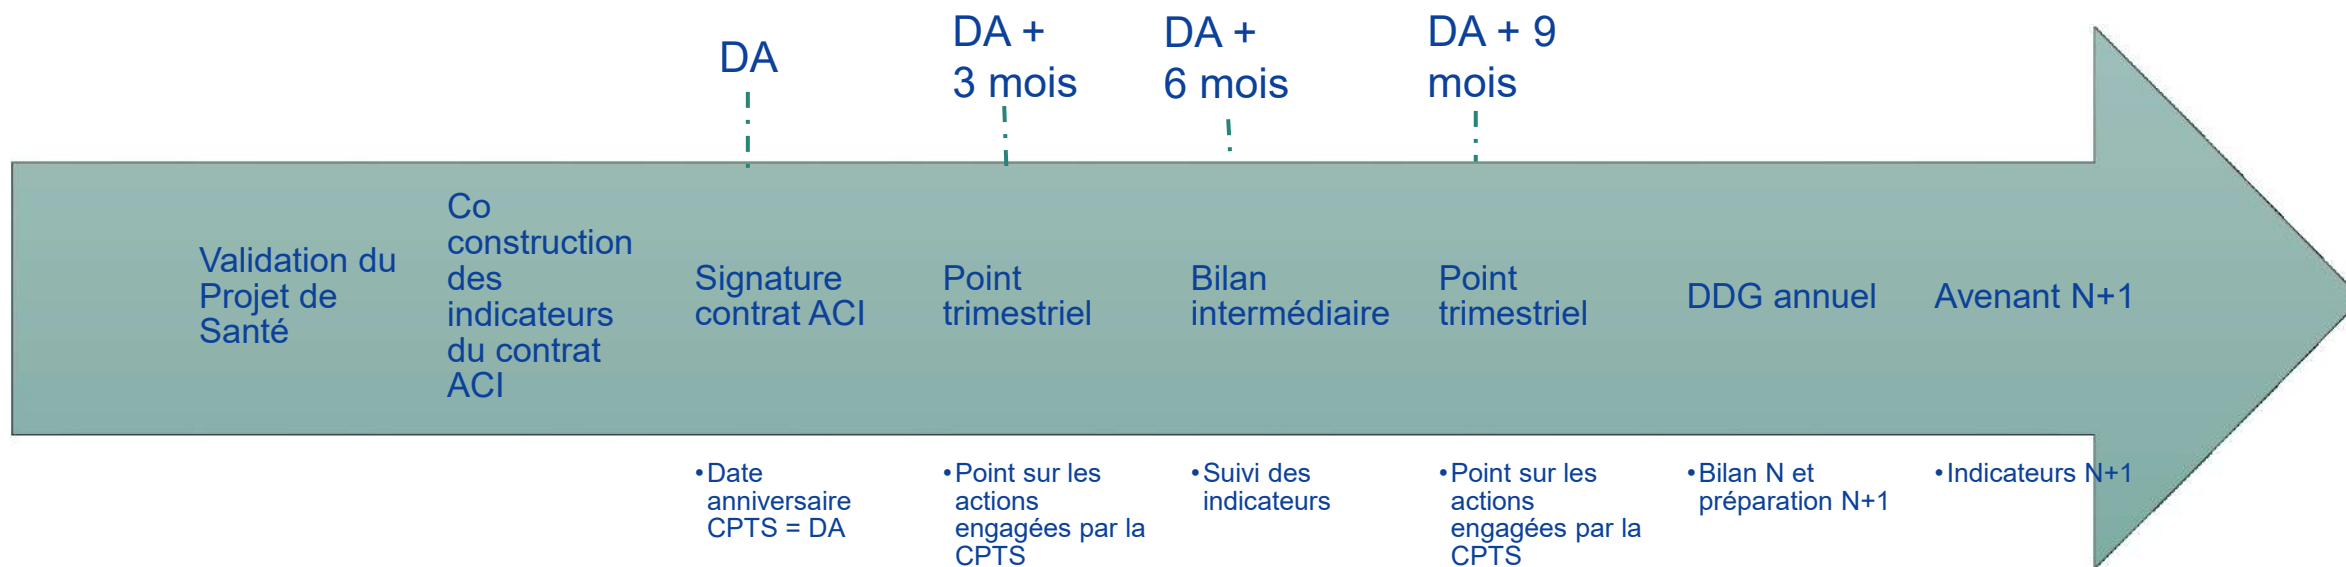 DA
DA +
3 mois
DA +
6 mois
DA + 9
mois
Validation du
Projet de
Santé
Co
construction
des
indicateurs
du contrat
ACI
Signature
contrat ACI
Point
trimestriel
Bilan
intermédiaire
Point
trimestriel
DDG annuel
Avenant N+1
•Date
anniversaire
CPTS = DA
•Point sur les
actions
engagées par la
CPTS
•Suivi des
indicateurs
•Point sur les
actions
engagées par la
CPTS
•Bilan N et
préparation N+1
•Indicateurs N+1